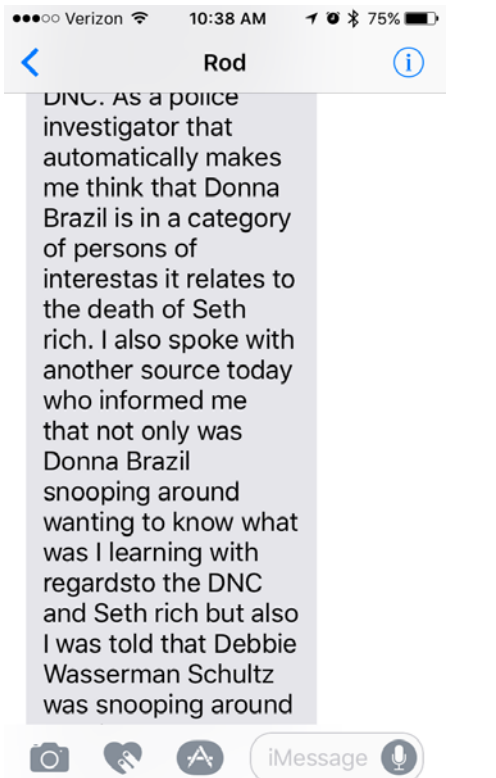 Verizon 10:38 AM 75%
Rod
DNC. As a police
investigator that
automatically makes
me think that Donna
Brazil is in a category
of persons of
interestas it relates to
the death of Seth
rich. I also spoke with
another source today
who informed me
that not only was
Donna Brazil
snooping around
wanting to know what
was I learning with
regardsto the DNC
and Seth rich but also
I was told that Debbie
Wasserman Schultz
was snooping around
iMessage